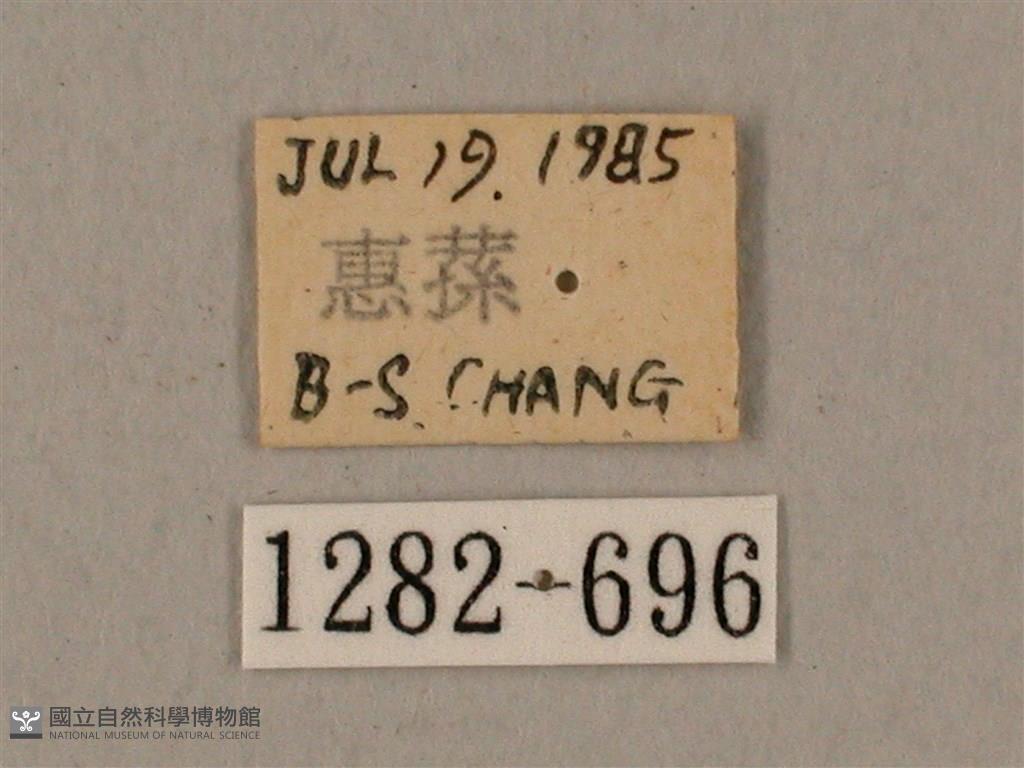 JUL 19. 1985
惠蓀
B-S. CHANG
1282-696
國立自然科學博物館
NATIONAL MUSEUM OF NATURAL SCIENCE